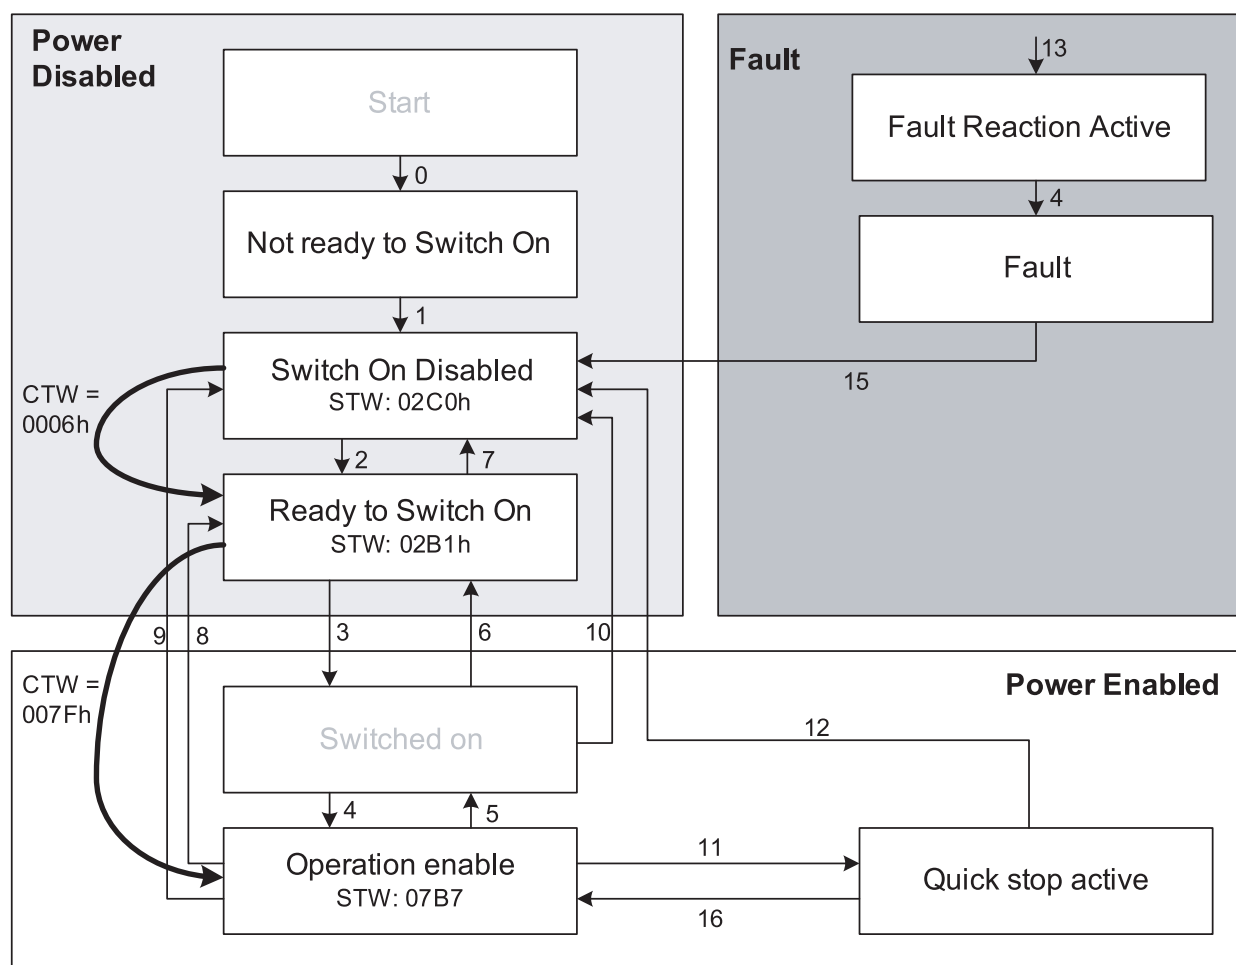 Power
Disabled
Start
0
Not ready to Switch On
1
Switch On Disabled
STW: 02C0h
CTW =
0006h
2
7
Ready to Switch On
STW: 02B1h
9
8
3
6
10
Fault
13
Fault Reaction Active
4
Fault
15
CTW =
007Fh
Power Enabled
Switched on
12
4
5
Operation enable
STW: 07B7
11
16
Quick stop active